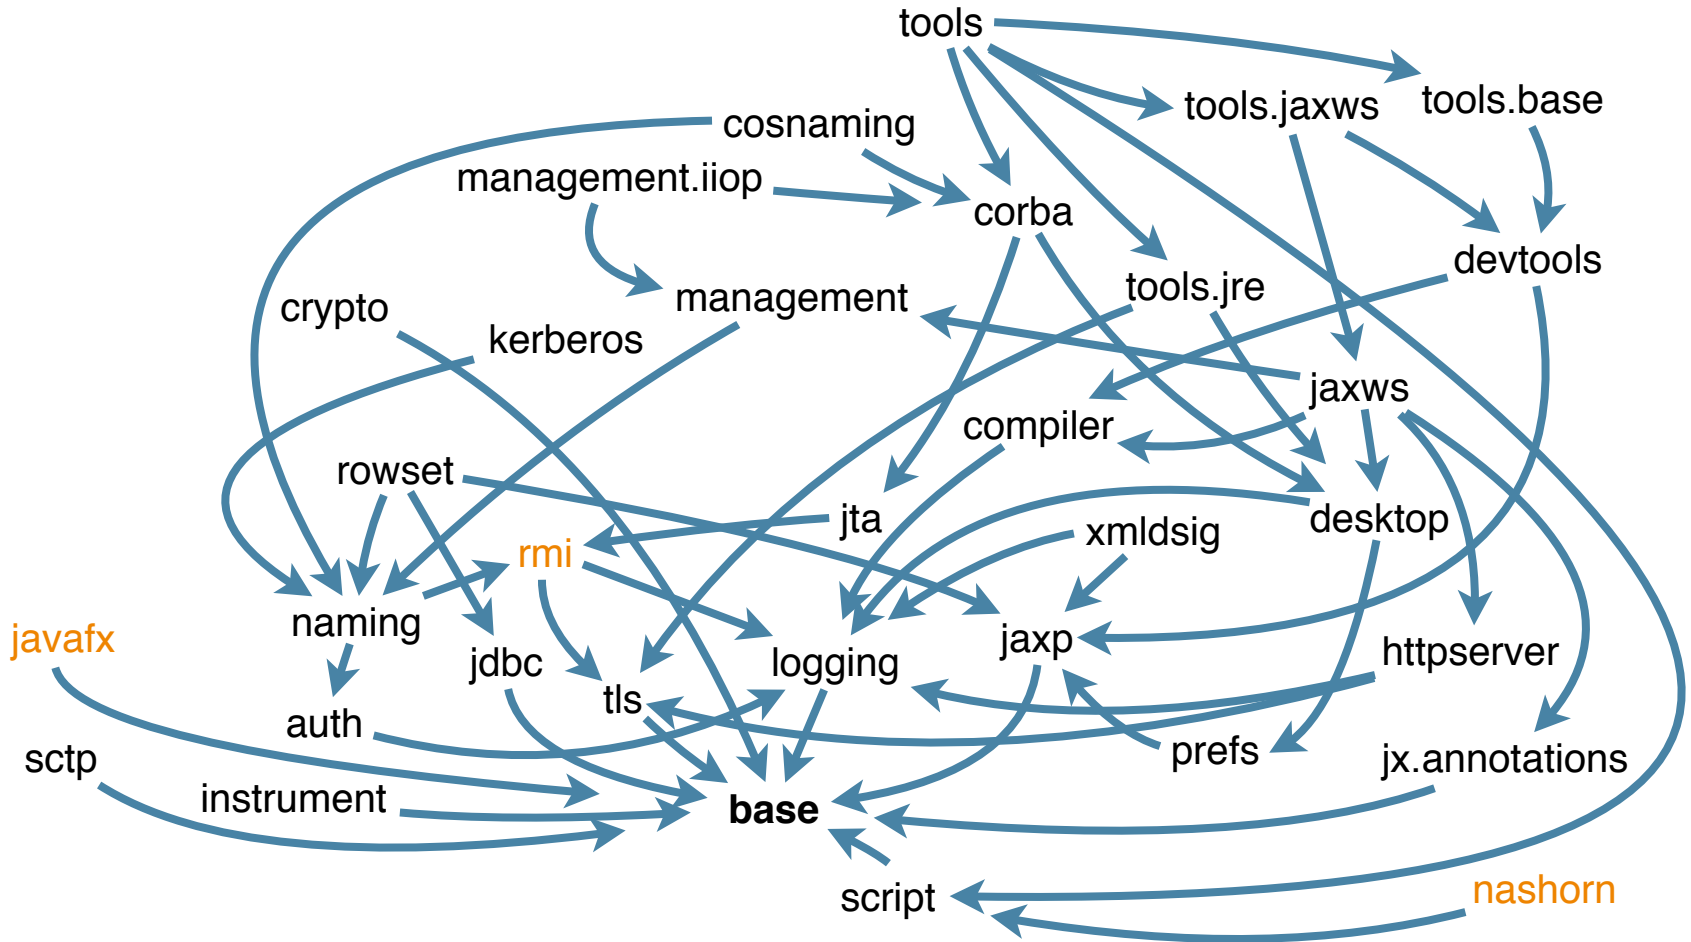 tools
tools.base
tools.jaxws
cosnaming
management.iiop
corba
devtools
tools.jre
management
crypto
kerberos
jaxws
compiler
rowset
jta
desktop
xmldsig
rmi
naming
javafx
jaxp
httpserver
jdbc
logging
tls
auth
prefs
sctp
jx.annotations
instrument
base
script
nashorn